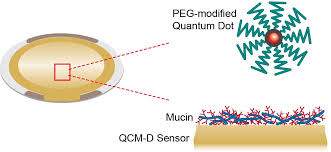 PEG-modified
Quantum Dot
Mucin
QCM-D Sensor